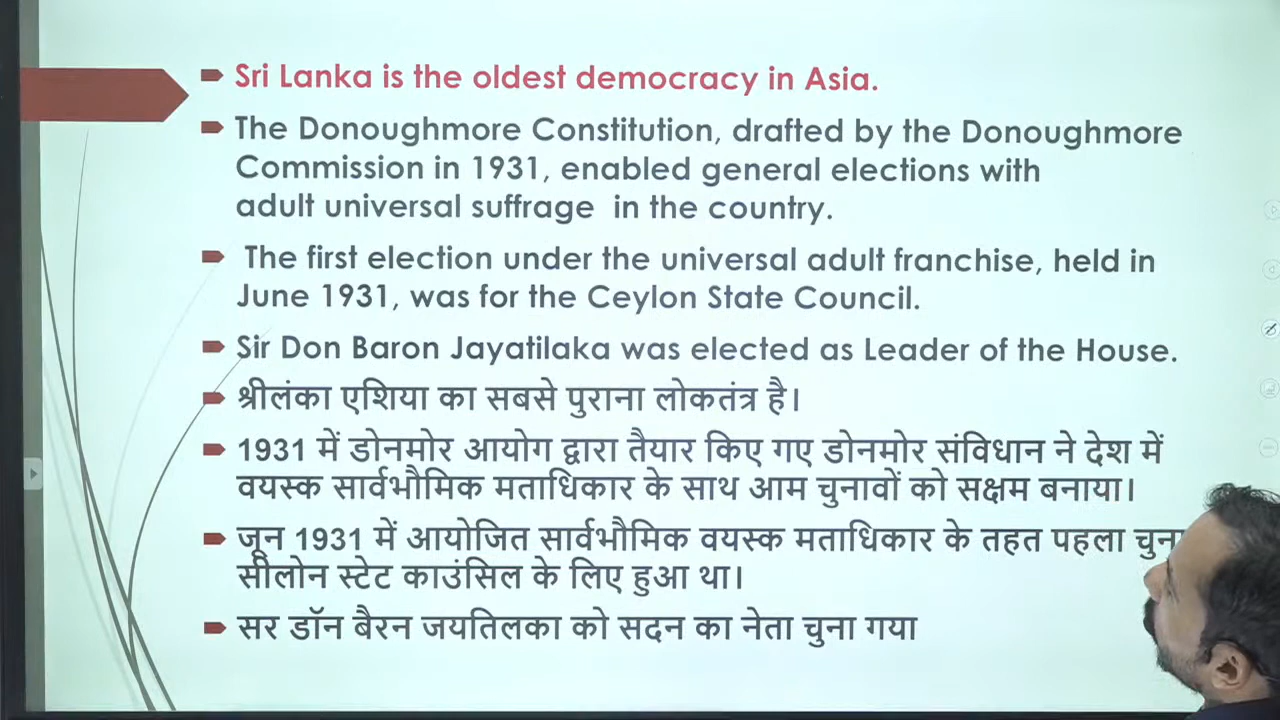 Sri Lanka is the oldest democracy in Asia.
The Donoughmore Constitution, drafted by the Donoughmore
Commission in 1931, enabled general elections with
adult universal suffrage in the country.
The first election under the universal adult franchise, held in
June 1931, was for the Ceylon State Council.
Sir Don Baron Jayatilaka was elected as Leader of the House.
श्रीलंका एशिया का सबसे पुराना लोकतंत्र है।
1931 में डोनमोर आयोग द्वारा तैयार किए गए डोनमोर संविधान ने देश में
वयस्क सार्वभौमिक मताधिकार के साथ आम चुनावों को सक्षम बनाया।
जून 1931 में आयोजित सार्वभौमिक वयस्क मताधिकार के तहत पहला
सीलोन स्टेट काउंसिल के लिए हुआ था।
सर डॉन बैरन जयतिलका को सदन का नेता चुना गया